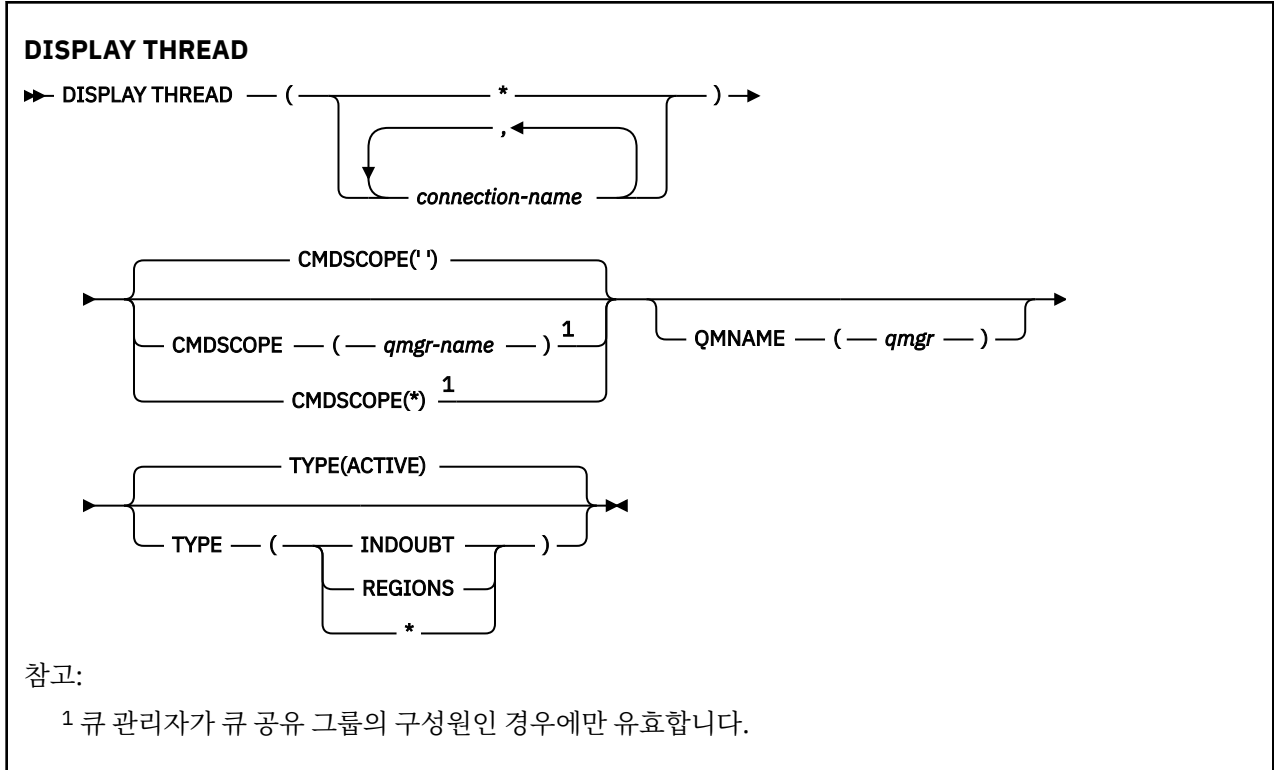 DISPLAY THREAD
DISPLAY THREAD ( * )
,
connection-name
CMDSCOPE(' ')
CMDSCOPE ( qmgr-name ) 1
QMNAME ( qmgr )
CMDSCOPE(*) 1
TYPE(ACTIVE)
TYPE ( INDOUBT )
REGIONS
*
참고:
1 큐 관리자가 큐 공유 그룹의 구성원인 경우에만 유효합니다.